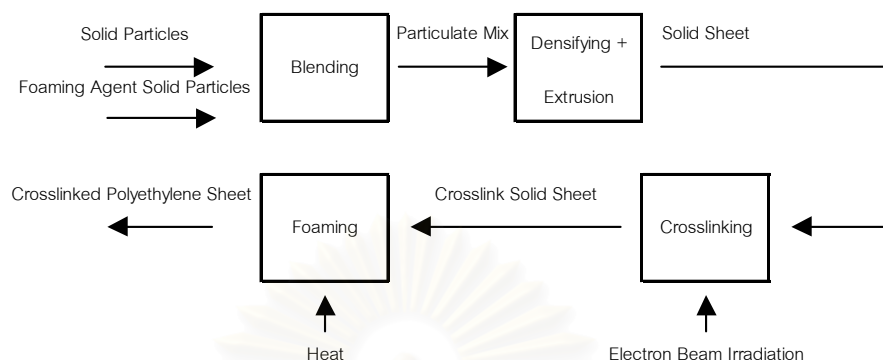 Solid Particles
Foaming Agent Solid Particles
Blending
Particulate Mix
Densifying +
Extrusion
Solid Sheet
Crosslinked Polyethylene Sheet
Foaming
Crosslink Solid Sheet
Crosslinking
Heat
Electron Beam Irradiation